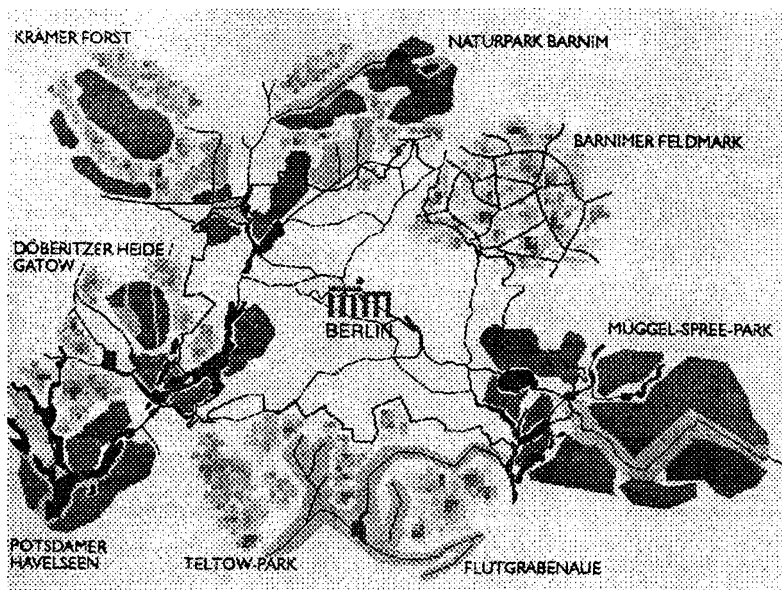 KRÄMER FORST
NATURPARK BARNIM
BARNIMER FELDMARK
DÖBERITZER HEIDE /
GATOW
BERLIN
MÜGGEL-SPREE-PARK
POTSDAMER
HAVELSEEN
TELTOW-PARK
FLUTGRABENAUE